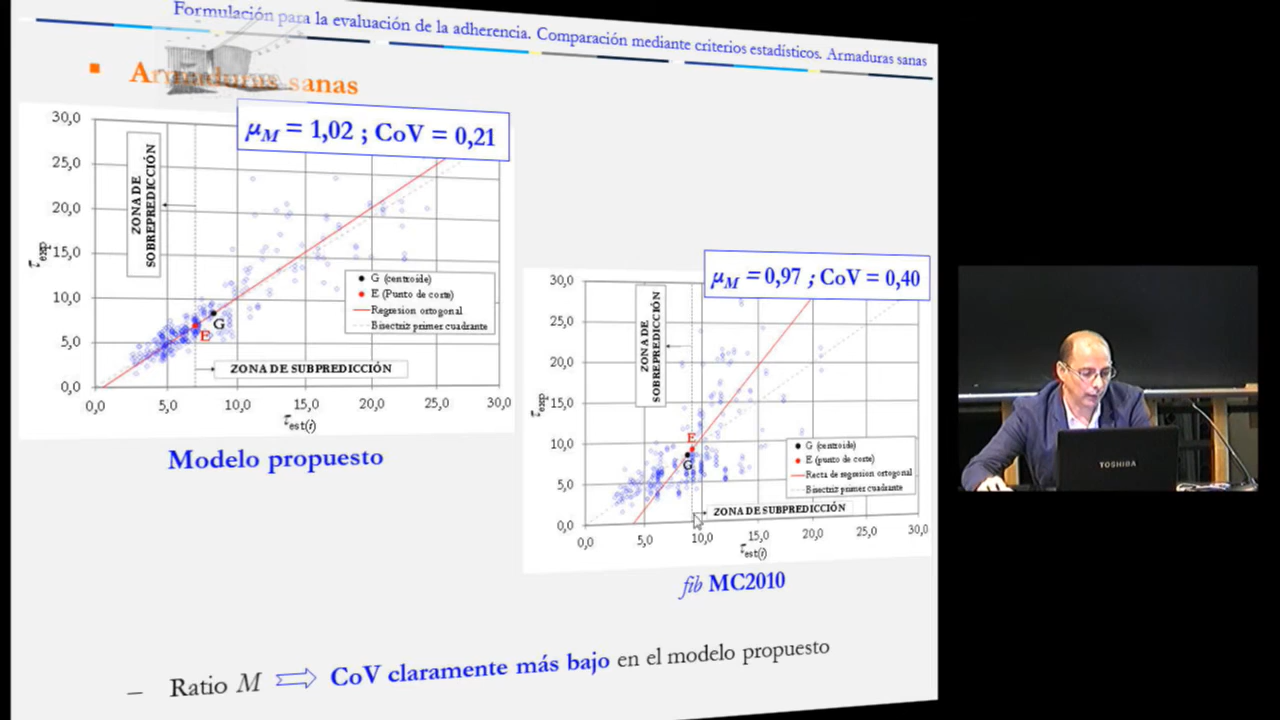 Formulación para la evaluación de la adherencia. Comparación mediante criterios estadísticos. Armaduras sanas
▪ Armaduras sanas
μM = 1,02 ; CoV = 0,21
30,0
25,0
20,0
15,0
10,0
5,0
0,0
τexp
ZONA DE
SOBREPREDICCIÓN
G (centroide)
E (Punto de corte)
Regresion ortogonal
Bisectriz primer cuadrante
G
E
ZONA DE SUBPREDICCIÓN
0,0 5,0 10,0 15,0 20,0 25,0 30,0
τest(i)
Modelo propuesto
μM = 0,97 ; CoV = 0,40
30,0
25,0
20,0
15,0
10,0
5,0
0,0
τexp
ZONA DE
SOBREPREDICCIÓN
E
G
G (centroide)
E (punto de corte)
Recta de regresion ortogonal
Bisectriz primer cuadrante
ZONA DE SUBPREDICCIÓN
0,0 5,0 10,0 15,0 20,0 25,0 30,0
τest(i)
fib MC2010
– Ratio M ⇨ CoV claramente más bajo en el modelo propuesto
TOSHIBA